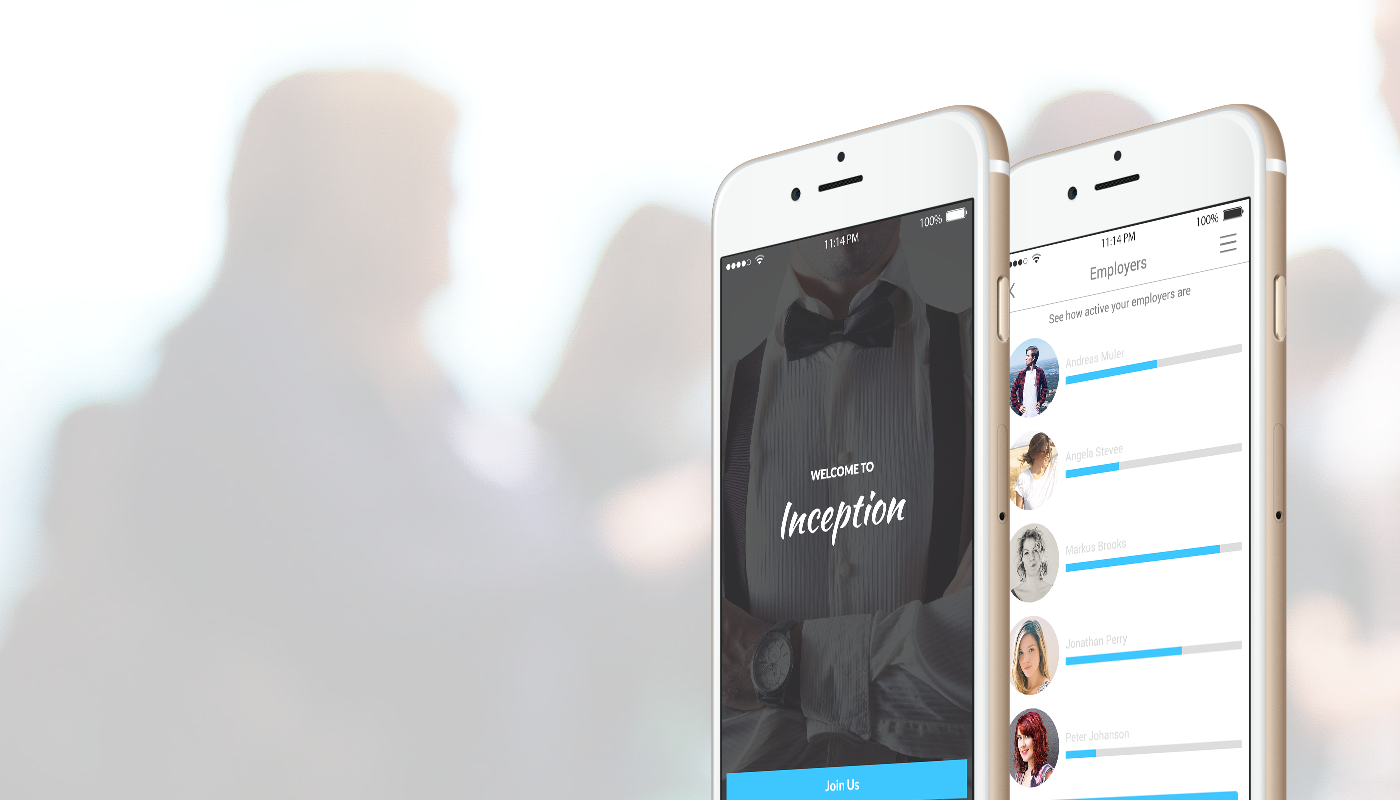 100%
11:14 PM
WELCOME TO
Inception
Join Us
100%
11:14 PM
Employers
See how active your employers are
Andreas Muler
Angela Stevee
Markus Brooks
Jonathan Perry
Peter Johanson